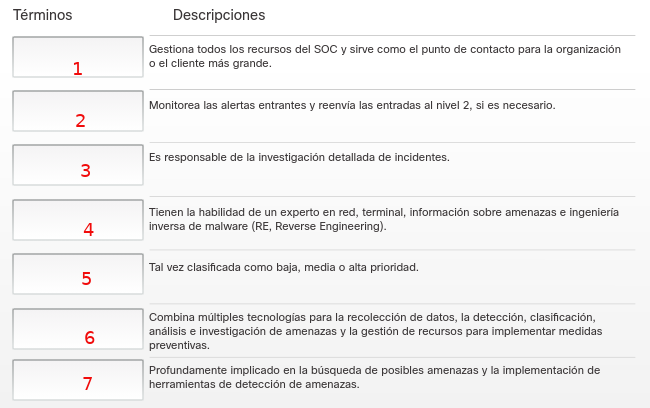 Términos
Descripciones
1
Gestiona todos los recursos del SOC y sirve como el punto de contacto para la organización
o el cliente más grande.
2
Monitorea las alertas entrantes y reenvía las entradas al nivel 2, si es necesario.
3
Es responsable de la investigación detallada de incidentes.
4
Tienen la habilidad de un experto en red, terminal, información sobre amenazas e ingeniería
inversa de malware (RE, Reverse Engineering).
5
Tal vez clasificada como baja, media o alta prioridad.
6
Combina múltiples tecnologías para la recolección de datos, la detección, clasificación,
análisis e investigación de amenazas y la gestión de recursos para implementar medidas
preventivas.
7
Profundamente implicado en la búsqueda de posibles amenazas y la implementación de
herramientas de detección de amenazas.